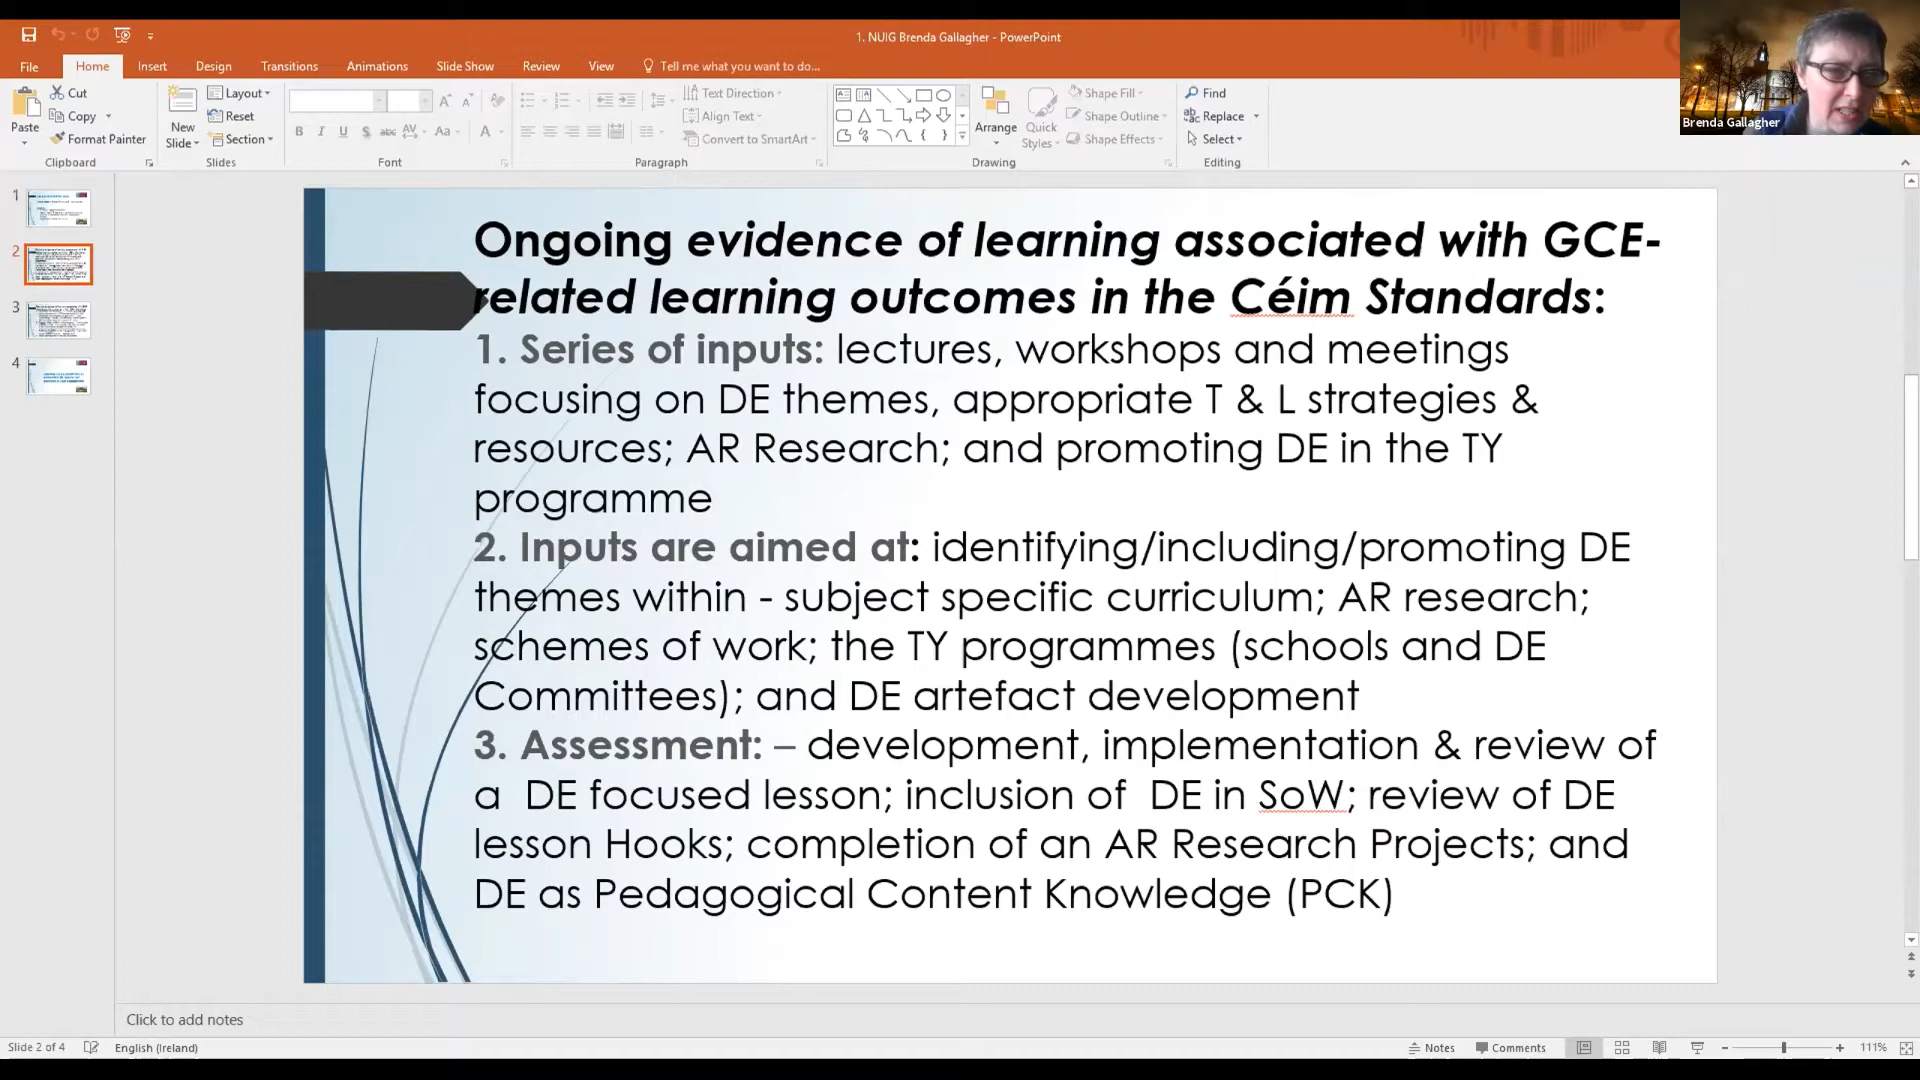 1. NUIG Brenda Gallagher - PowerPoint
File Home Insert Design Transitions Animations Slide Show Review View Tell me what you want to do...
Paste
Cut
Copy
Format Painter
Clipboard
New
Slide
Layout
Reset
Section
Slides
B I U S abc AV Aa A
Font
Text Direction
Align Text
Convert to SmartArt
Paragraph
Arrange
Quick
Styles
Shape Fill
Shape Outline
Shape Effects
Drawing
Find
Replace
Select
Editing
Brenda Gallagher
1
2
3
4
Ongoing evidence of learning associated with GCE-
related learning outcomes in the Céim Standards:
1. Series of inputs: lectures, workshops and meetings
focusing on DE themes, appropriate T & L strategies &
resources; AR Research; and promoting DE in the TY
programme
2. Inputs are aimed at: identifying/including/promoting DE
themes within - subject specific curriculum; AR research;
schemes of work; the TY programmes (schools and DE
Committees); and DE artefact development
3. Assessment: – development, implementation & review of
a DE focused lesson; inclusion of DE in SoW; review of DE
lesson Hooks; completion of an AR Research Projects; and
DE as Pedagogical Content Knowledge (PCK)
Click to add notes
Slide 2 of 4 English (Ireland) Notes Comments 111%